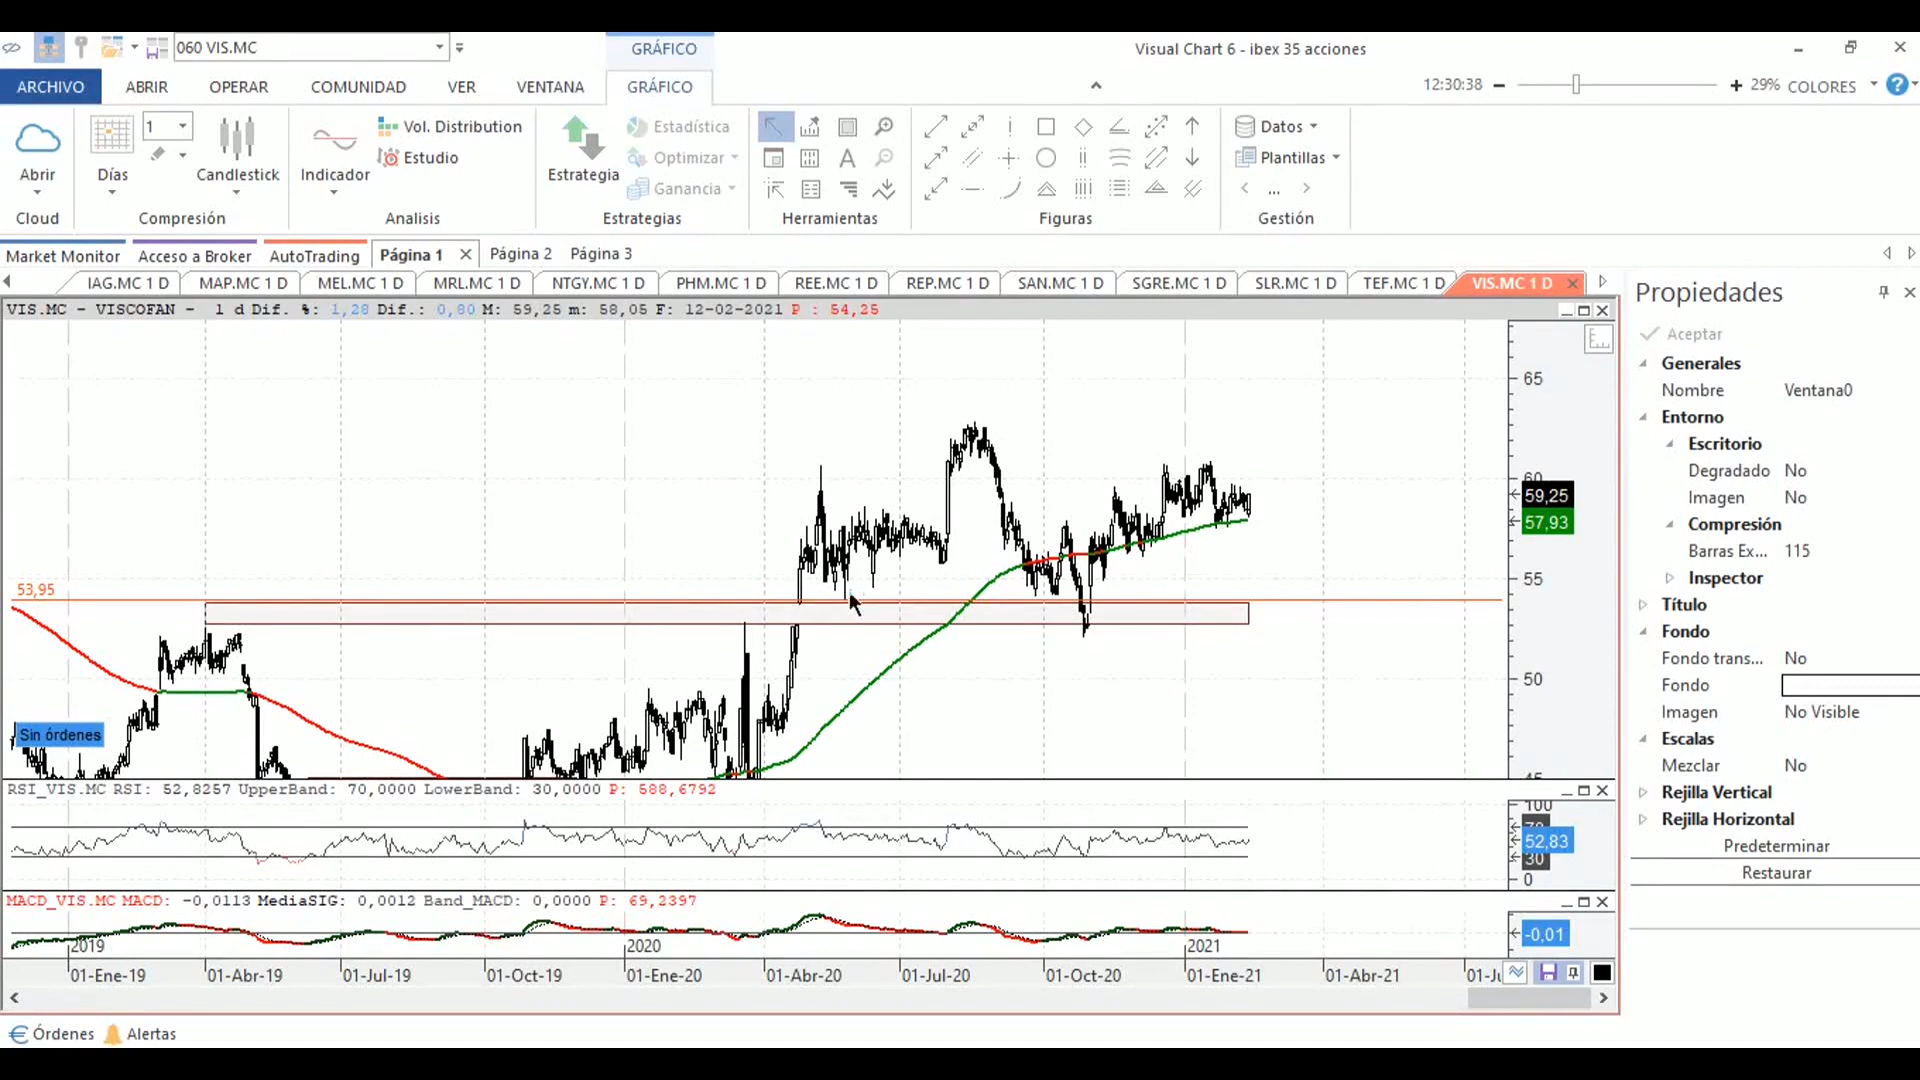 060 VIS.MC
GRÁFICO
Visual Chart 6 - ibex 35 acciones
ARCHIVO ABRIR OPERAR COMUNIDAD VER VENTANA GRÁFICO
12:30:38 29% COLORES
1
Vol. Distribution
Estudio
Abrir
Días
Candlestick
Indicador
Estrategia
Estadística
Optimizar
Ganancia
Datos
Plantillas
...
Cloud Compresión Analisis Estrategias Herramientas Figuras Gestión
Market Monitor Acceso a Broker AutoTrading Página 1 Página 2 Página 3
IAG.MC 1 D MAP.MC 1 D MEL.MC 1 D MRL.MC 1 D NTGY.MC 1 D PHM.MC 1 D REE.MC 1 D REP.MC 1 D SAN.MC 1 D SGRE.MC 1 D SLR.MC 1 D TEF.MC 1 D VIS.MC 1 D
VIS.MC - VISCOFAN - 1 d Dif. %: 1,28 Dif.: 0,80 M: 59,25 m: 58,05 F: 12-02-2021 P : 54,25
65
60
59,25
57,93
55
53,95
50
45
Sin órdenes
RSI_VIS.MC RSI: 52,8257 UpperBand: 70,0000 LowerBand: 30,0000 P: 588,6792
100
70
52,83
30
0
MACD_VIS.MC MACD: -0,0113 MediaSIG: 0,0012 Band_MACD: 0,0000 P: 69,2397
-0,01
2019 2020 2021
01-Ene-19 01-Abr-19 01-Jul-19 01-Oct-19 01-Ene-20 01-Abr-20 01-Jul-20 01-Oct-20 01-Ene-21 01-Abr-21 01-Ju
Órdenes Alertas
Propiedades
Aceptar
Generales
Nombre Ventana0
Entorno
Escritorio
Degradado No
Imagen No
Compresión
Barras Ex... 115
Inspector
Título
Fondo
Fondo trans... No
Fondo
Imagen No Visible
Escalas
Mezclar No
Rejilla Vertical
Rejilla Horizontal
Predeterminar
Restaurar